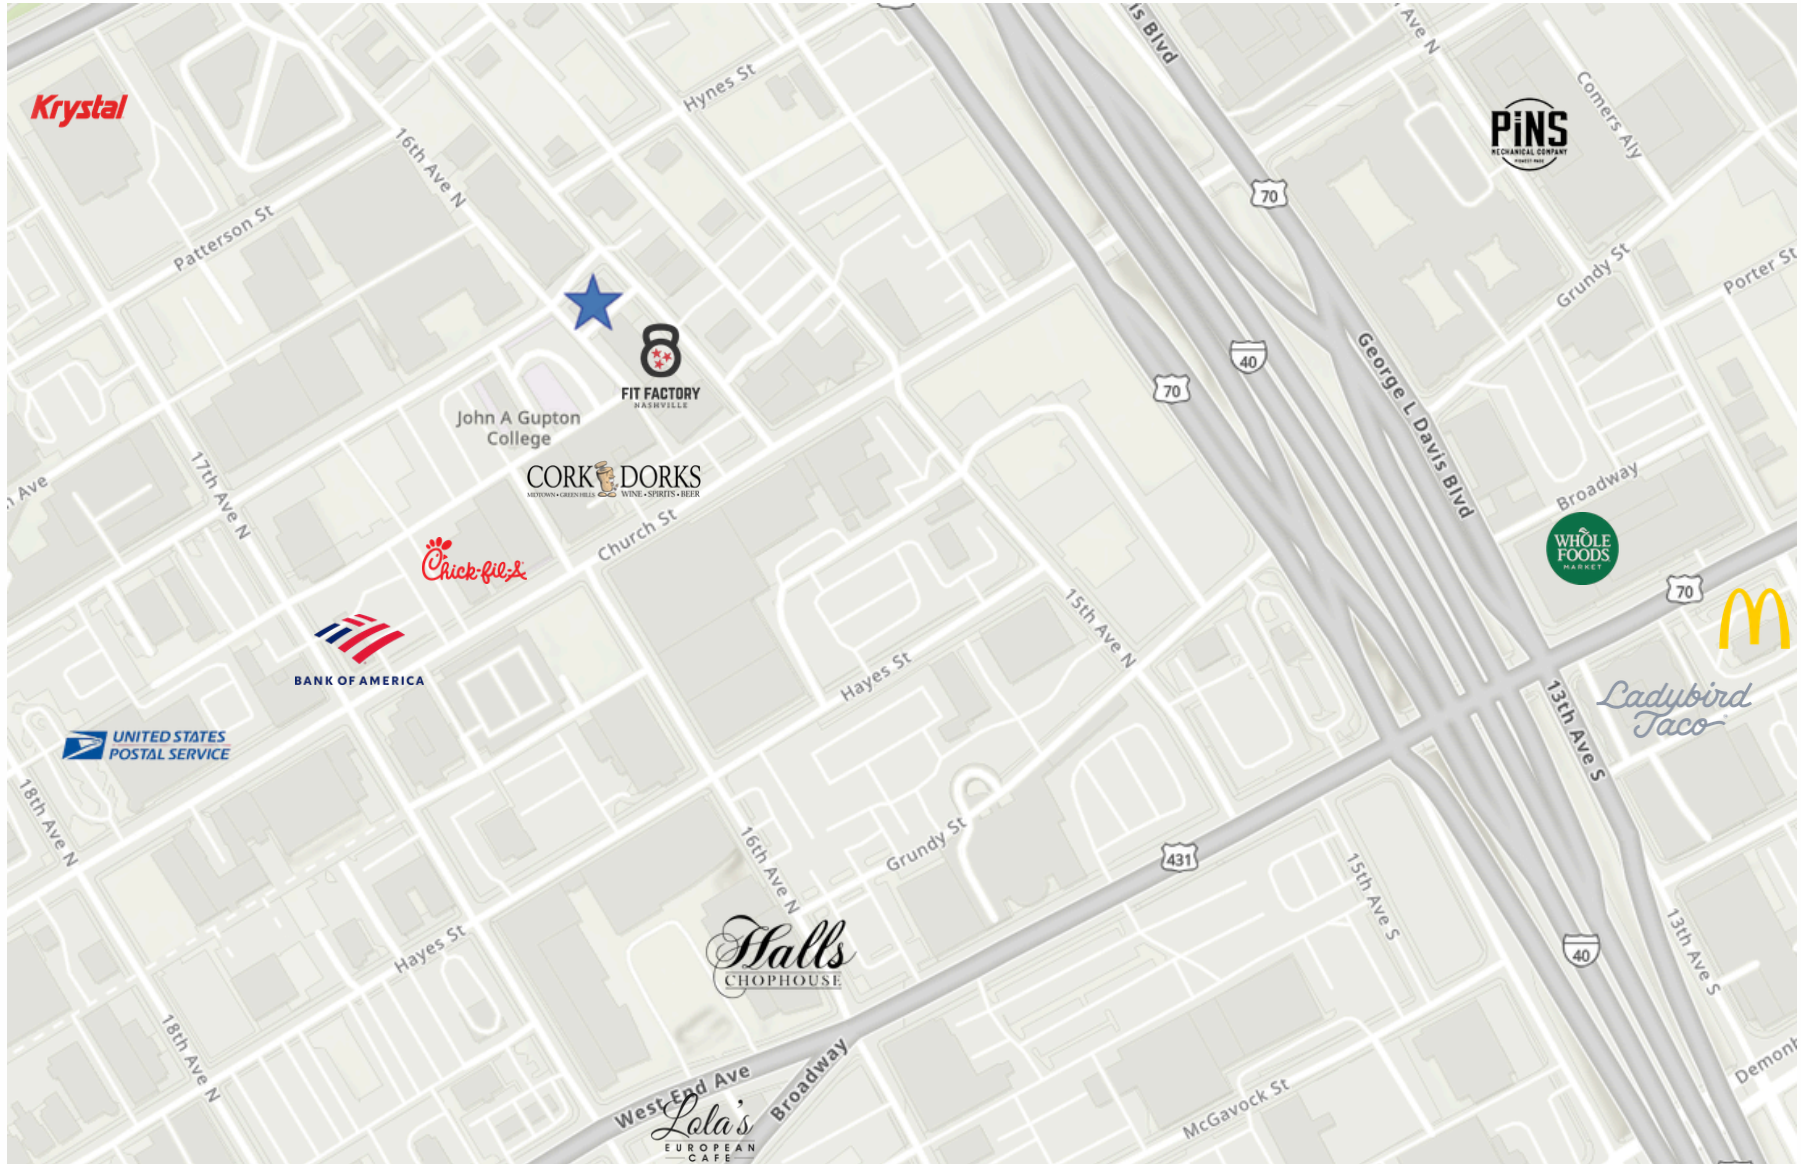 is Blvd
Ave N
Hynes St
Comers Aly
Krystal
PINS
MECHANICAL COMPANY
16th Ave N
70
Patterson St
Grundy St
Porter St
FIT FACTORY
NASHVILLE
40
70
George L Davis Blvd
John A Gupton
College
17th Ave N
n Ave
CORK DORKS
MIDTOWN • GREEN HILLS WINE • SPIRITS • BEER
Church St
Broadway
WHOLE
FOODS
MARKET
Chick-fil-A
70
15th Ave N
BANK OF AMERICA
Hayes St
Ladybird
Taco
13th Ave S
UNITED STATES
POSTAL SERVICE
18th Ave N
16th Ave N
Grundy St
431
15th Ave S
Halls
CHOPHOUSE
Hayes St
40
13th Ave S
18th Ave N
West End Ave
Broadway
Demonb
McGavock St
Lola's
EUROPEAN
CAFE